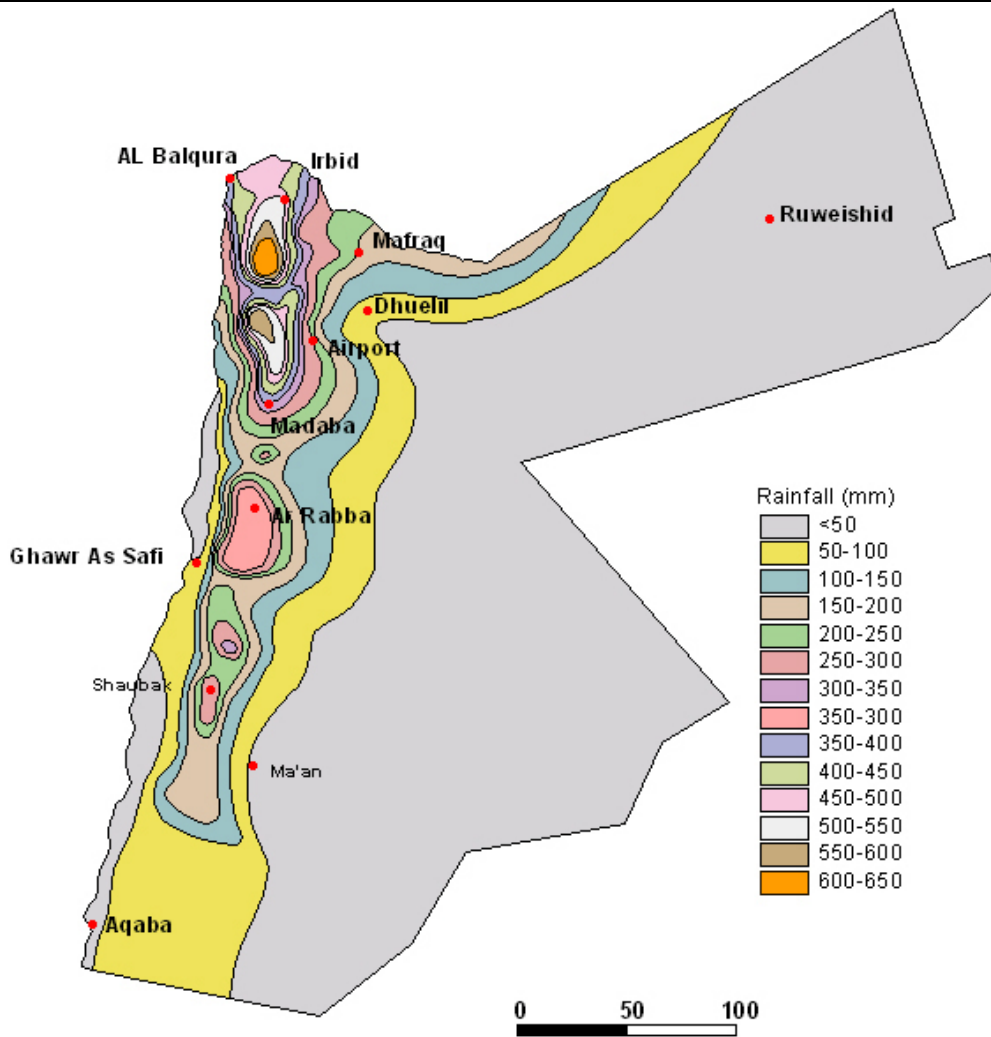 AL Balqura
Irbid
Ruweishid
Mafraq
Dhuelil
Airport
Madaba
Ar Rabba
Ghawr As Safi
Shaubak
Ma'an
Aqaba
Rainfall (mm)
<50
50-100
100-150
150-200
200-250
250-300
300-350
350-300
350-400
400-450
450-500
500-550
550-600
600-650
0 50 100